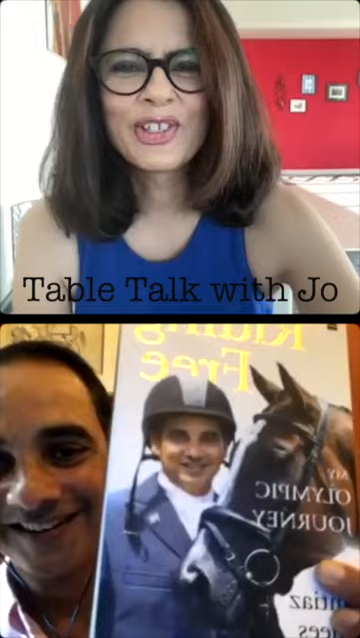 Table Talk with Jo
Riding
Free
MY
OLYMPIC
JOURNEY